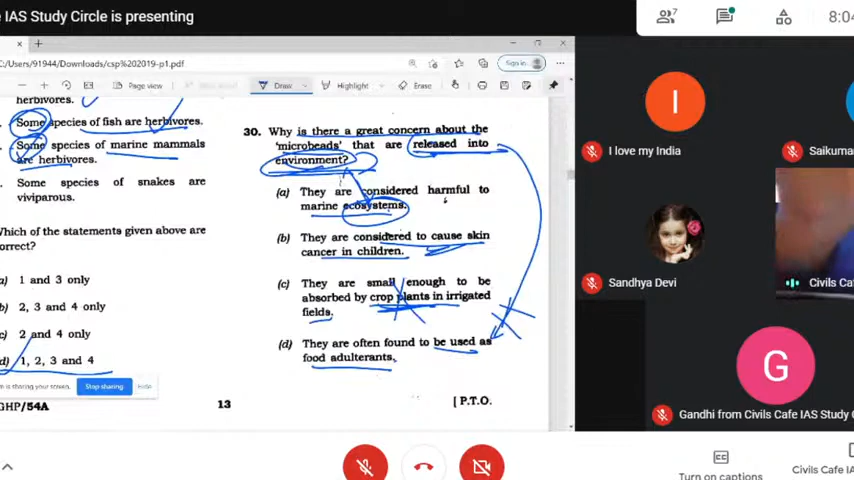 e IAS Study Circle is presenting
7
8:04
C:/Users/91944/Downloads/csp%202019-p1.pdf
Sign in
Page view
Draw
Highlight
Erase
herbivores.
Some species of fish are herbivores.
Some species of marine mammals
are herbivores.
Some species of snakes are
viviparous.
Which of the statements given above are
orrect?
a) 1 and 3 only
b) 2, 3 and 4 only
c) 2 and 4 only
d) 1, 2, 3 and 4
m is sharing your screen.
Stop sharing
Hide
GHP/54A
13
[ P.T.O.
30. Why is there a great concern about the
'microbeads' that are released into
environment?
(a) They are considered harmful to
marine ecosystems.
(b) They are considered to cause skin
cancer in children.
(c) They are small enough to be
absorbed by crop plants in irrigated
fields.
(d) They are often found to be used as
food adulterants.
I
I love my India
Saikuma
Sandhya Devi
Civils Ca
G
Gandhi from Civils Cafe IAS Study C
Turn on captions
Civils Cafe IA